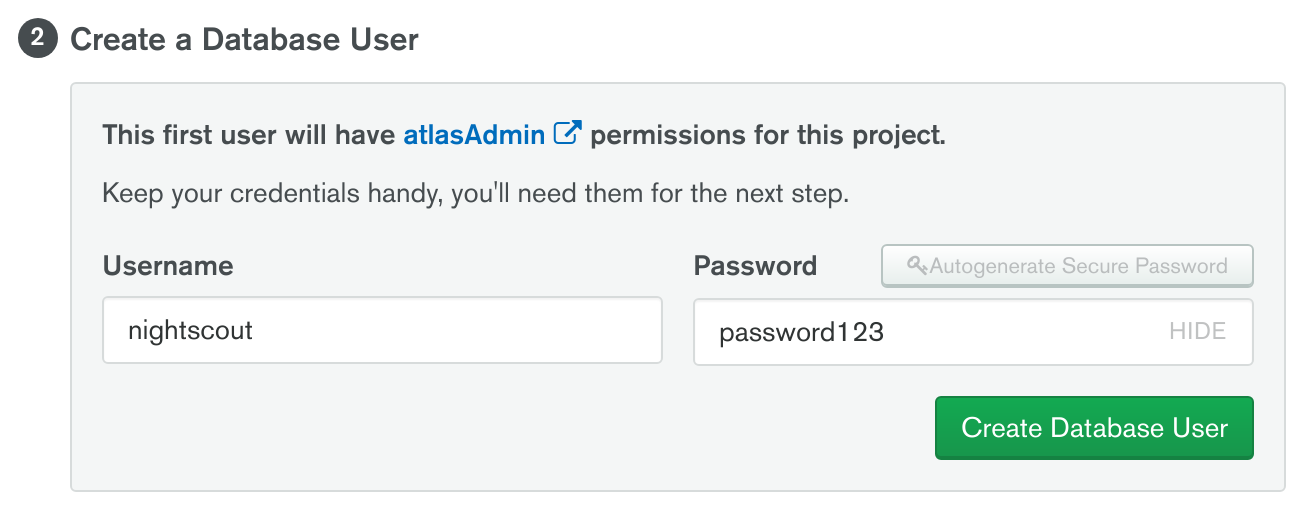 2 Create a Database User
This first user will have atlasAdmin permissions for this project.
Keep your credentials handy, you'll need them for the next step.
Username
Password
Autogenerate Secure Password
nightscout
password123
HIDE
Create Database User